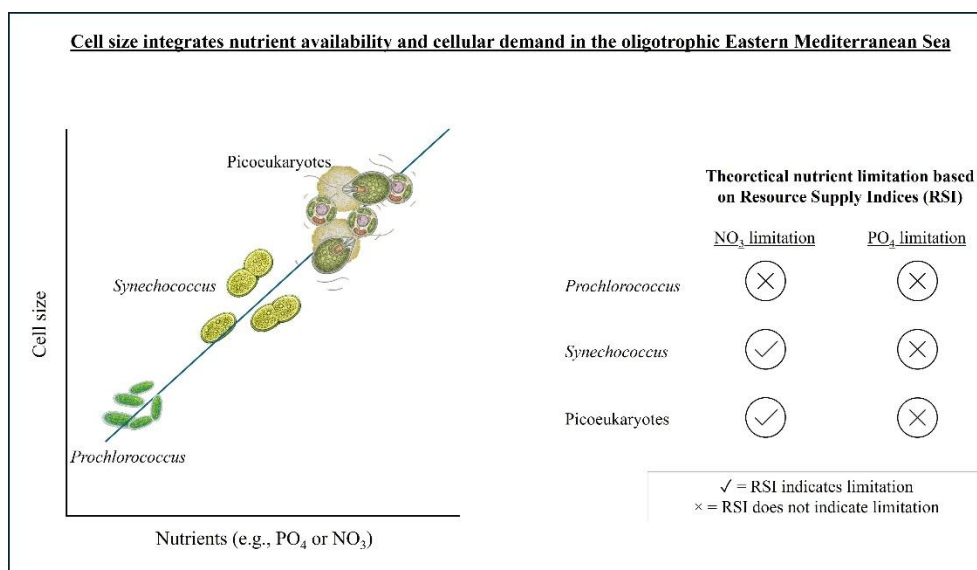 Cell size integrates nutrient availability and cellular demand in the oligotrophic Eastern Mediterranean Sea
Cell size
Picoeukaryotes
Synechococcus
Prochlorococcus
Nutrients (e.g., PO₄ or NO₃)
Theoretical nutrient limitation based
on Resource Supply Indices (RSI)
NO₃ limitation PO₄ limitation
Prochlorococcus × ×
Synechococcus ✓ ×
Picoeukaryotes ✓ ×
✓ = RSI indicates limitation
× = RSI does not indicate limitation